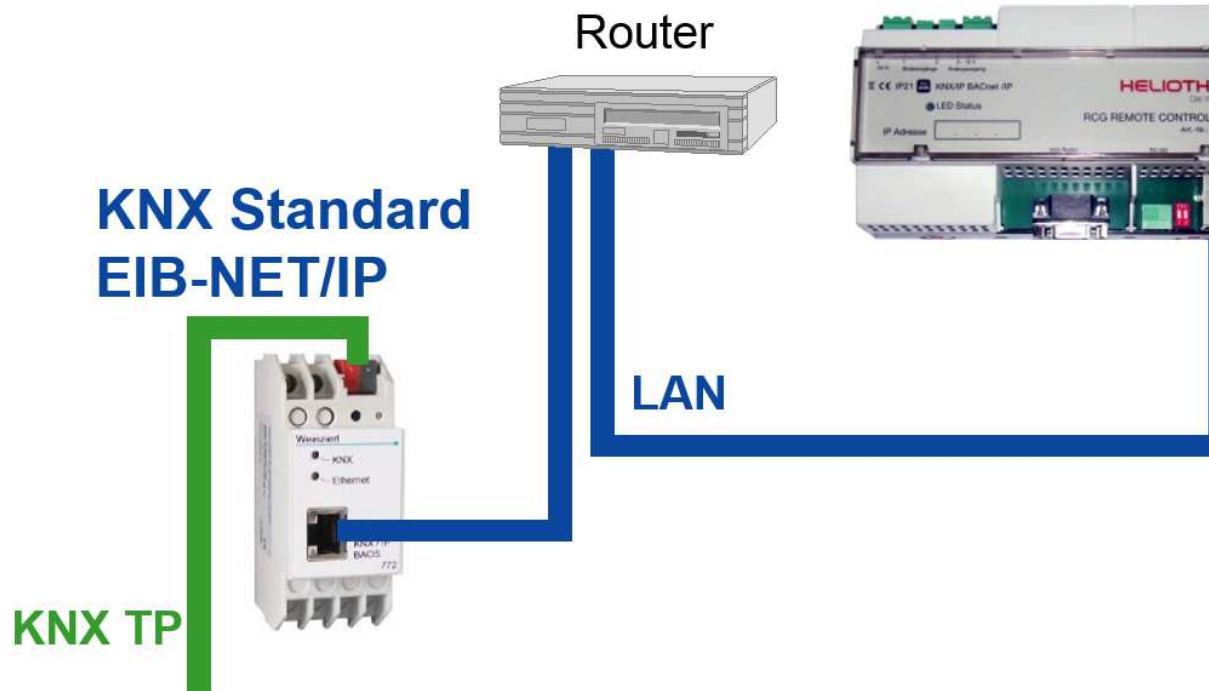 Router
KNX Standard
EIB-NET/IP
LAN
KNX TP
HELIOTH
RCG REMOTE CONTROL
IP21 KNX/IP BACnet /IP
LED Status
IP Adresse
KNX
Ethernet
KNX / IP
BAOS
772